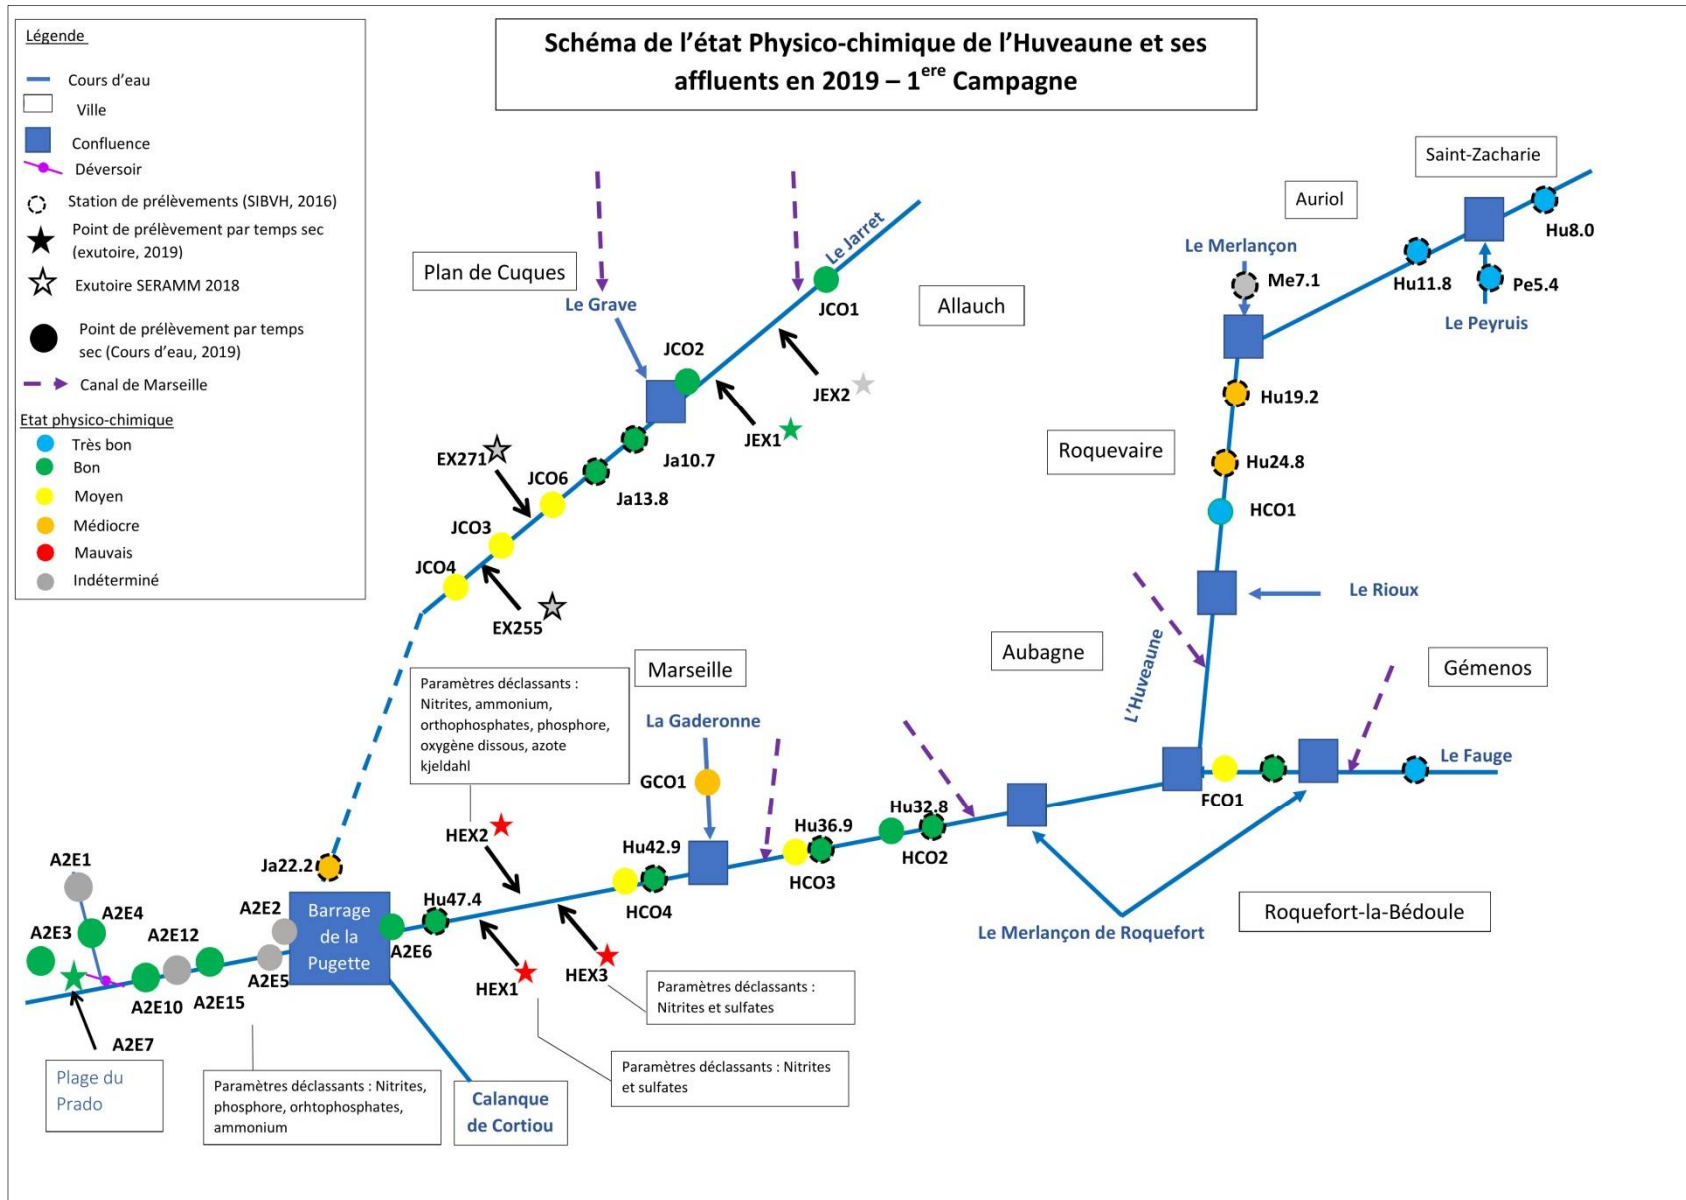 Schéma de l'état Physico-chimique de l'Huveaune et ses
affluents en 2019 – 1ere Campagne
Légende
Cours d'eau
Ville
Confluence
Déversoir
Station de prélèvements (SIBVH, 2016)
Point de prélèvement par temps sec
(exutoire, 2019)
Exutoire SERAMM 2018
Point de prélèvement par temps
sec (Cours d'eau, 2019)
Canal de Marseille
Etat physico-chimique
Très bon
Bon
Moyen
Médiocre
Mauvais
Indéterminé
Saint-Zacharie
Auriol
Hu8.0
Le Merlançon
Me7.1
Hu11.8
Pe5.4
Le Peyruis
Le Jarret
Plan de Cuques
Le Grave
JCO1
Allauch
JCO2
JEX2
JEX1
Ja10.7
Ja13.8
EX271
JCO6
JCO3
JCO4
EX255
Hu19.2
Roquevaire
Hu24.8
HCO1
Le Rioux
Aubagne
L'Huveaune
Gémenos
Le Fauge
FCO1
Marseille
La Gaderonne
GCO1
Paramètres déclassants :
Nitrites, ammonium,
orthophosphates, phosphore,
oxygène dissous, azote
kjeldahl
HEX2
Hu42.9
HCO4
Hu36.9
HCO3
Hu32.8
HCO2
Roquefort-la-Bédoule
Le Merlançon de Roquefort
Ja22.2
A2E1
A2E3
A2E4
A2E12
A2E2
Barrage
de la
Pugette
Hu47.4
A2E6
A2E5
A2E15
A2E10
A2E7
HEX1
HEX3
Paramètres déclassants :
Nitrites et sulfates
Paramètres déclassants : Nitrites
et sulfates
Plage du
Prado
Paramètres déclassants : Nitrites,
phosphore, orhtophosphates,
ammonium
Calanque
de Cortiou